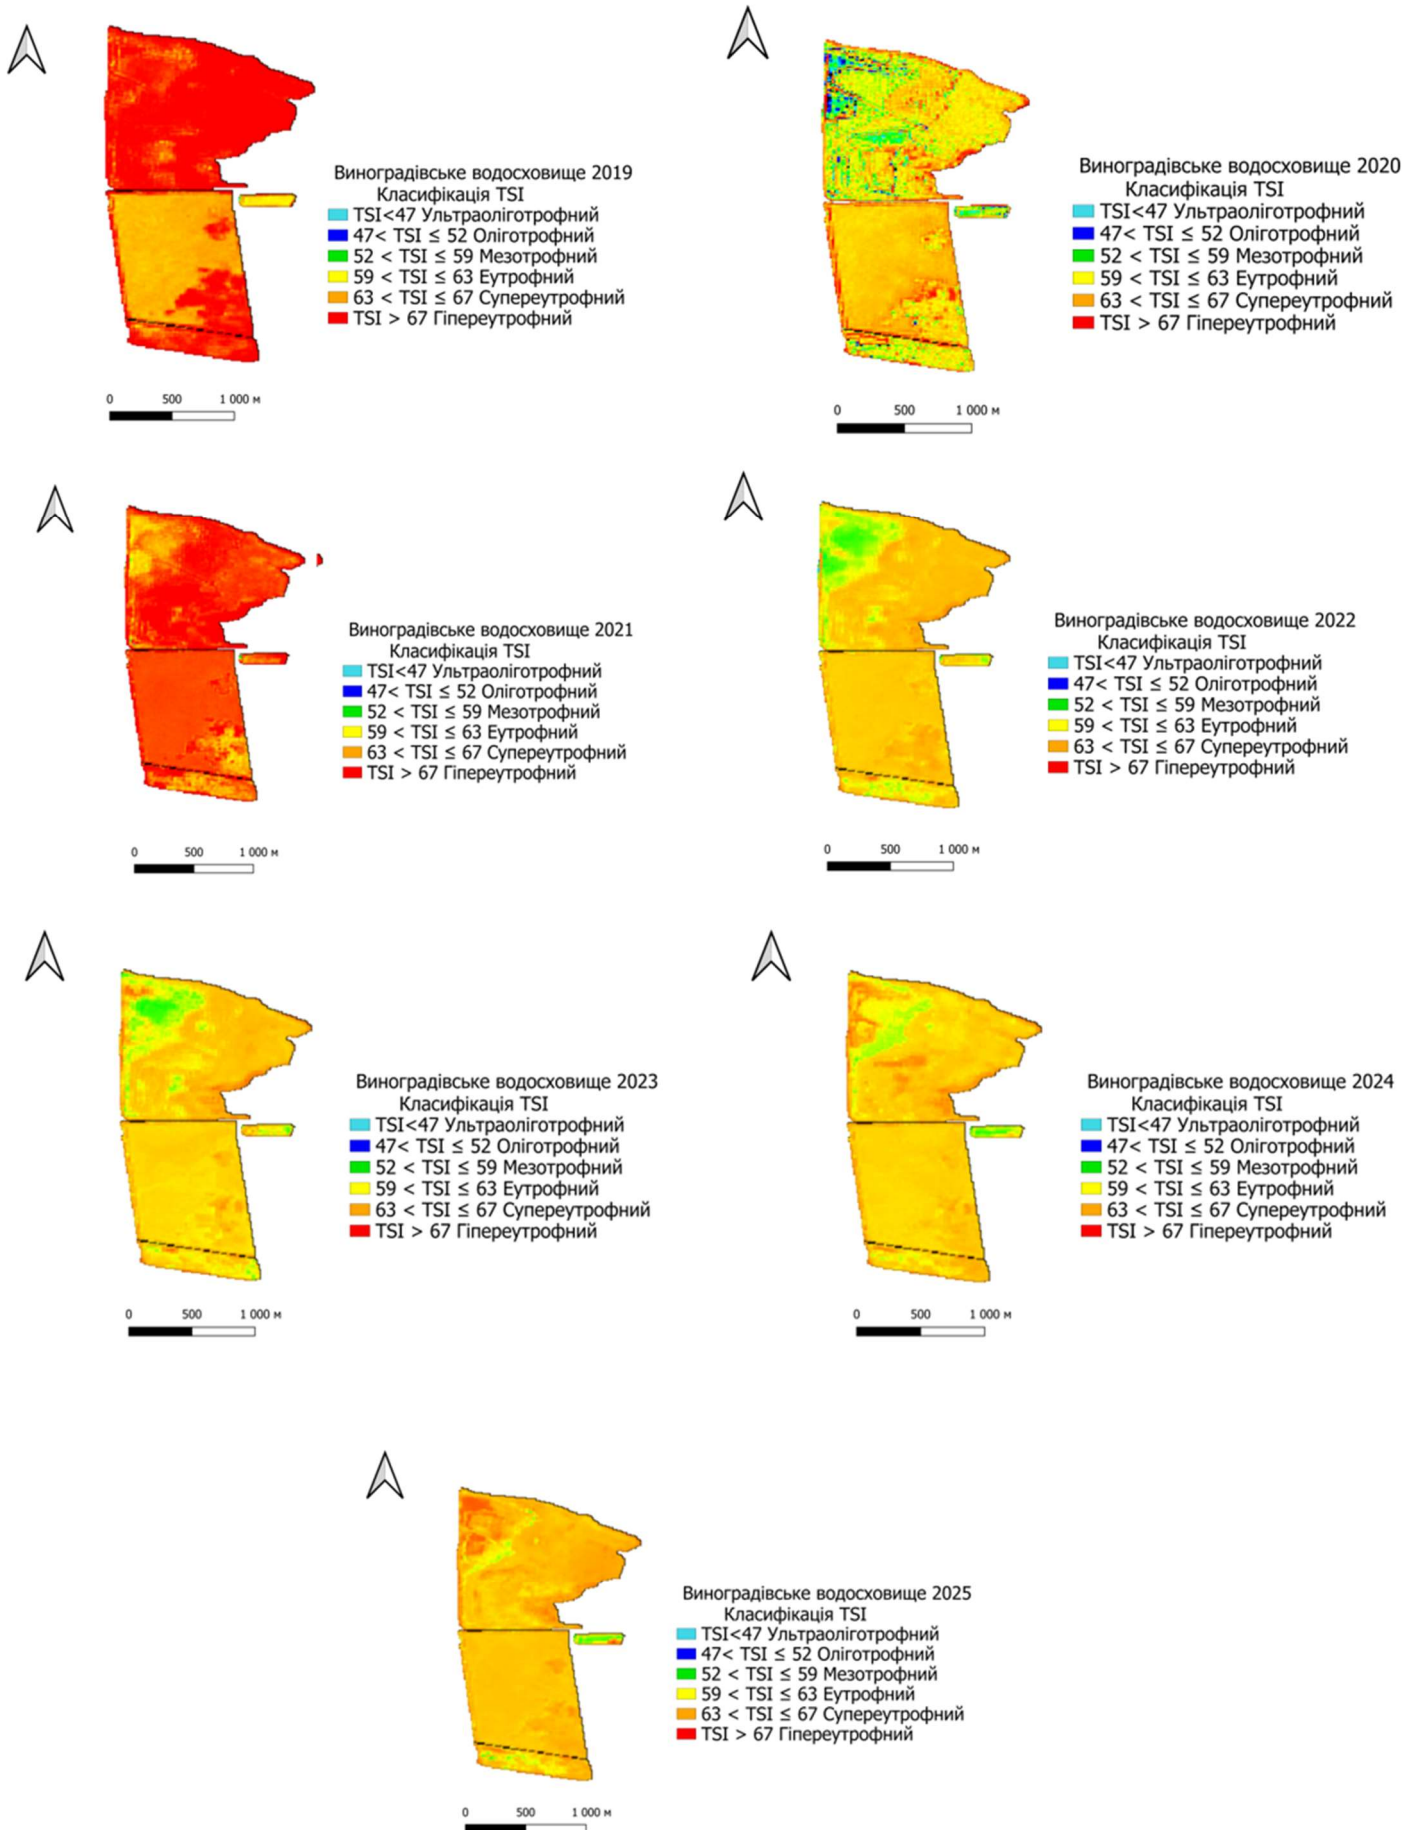 Виноградівське водосховище 2019
Класифікація TSI
TSI<47 Ультраоліготрофний
47< TSI ≤ 52 Оліготрофний
52 < TSI ≤ 59 Мезотрофний
59 < TSI ≤ 63 Еутрофний
63 < TSI ≤ 67 Супереутрофний
TSI > 67 Гіпереутрофний
0 500 1 000 м
Виноградівське водосховище 2020
Класифікація TSI
TSI<47 Ультраоліготрофний
47< TSI ≤ 52 Оліготрофний
52 < TSI ≤ 59 Мезотрофний
59 < TSI ≤ 63 Еутрофний
63 < TSI ≤ 67 Супереутрофний
TSI > 67 Гіпереутрофний
0 500 1 000 м
Виноградівське водосховище 2021
Класифікація TSI
TSI<47 Ультраоліготрофний
47< TSI ≤ 52 Оліготрофний
52 < TSI ≤ 59 Мезотрофний
59 < TSI ≤ 63 Еутрофний
63 < TSI ≤ 67 Супереутрофний
TSI > 67 Гіпереутрофний
0 500 1 000 м
Виноградівське водосховище 2022
Класифікація TSI
TSI<47 Ультраоліготрофний
47< TSI ≤ 52 Оліготрофний
52 < TSI ≤ 59 Мезотрофний
59 < TSI ≤ 63 Еутрофний
63 < TSI ≤ 67 Супереутрофний
TSI > 67 Гіпереутрофний
0 500 1 000 м
Виноградівське водосховище 2023
Класифікація TSI
TSI<47 Ультраоліготрофний
47< TSI ≤ 52 Оліготрофний
52 < TSI ≤ 59 Мезотрофний
59 < TSI ≤ 63 Еутрофний
63 < TSI ≤ 67 Супереутрофний
TSI > 67 Гіпереутрофний
0 500 1 000 м
Виноградівське водосховище 2024
Класифікація TSI
TSI<47 Ультраоліготрофний
47< TSI ≤ 52 Оліготрофний
52 < TSI ≤ 59 Мезотрофний
59 < TSI ≤ 63 Еутрофний
63 < TSI ≤ 67 Супереутрофний
TSI > 67 Гіпереутрофний
0 500 1 000 м
Виноградівське водосховище 2025
Класифікація TSI
TSI<47 Ультраоліготрофний
47< TSI ≤ 52 Оліготрофний
52 < TSI ≤ 59 Мезотрофний
59 < TSI ≤ 63 Еутрофний
63 < TSI ≤ 67 Супереутрофний
TSI > 67 Гіпереутрофний
0 500 1 000 м